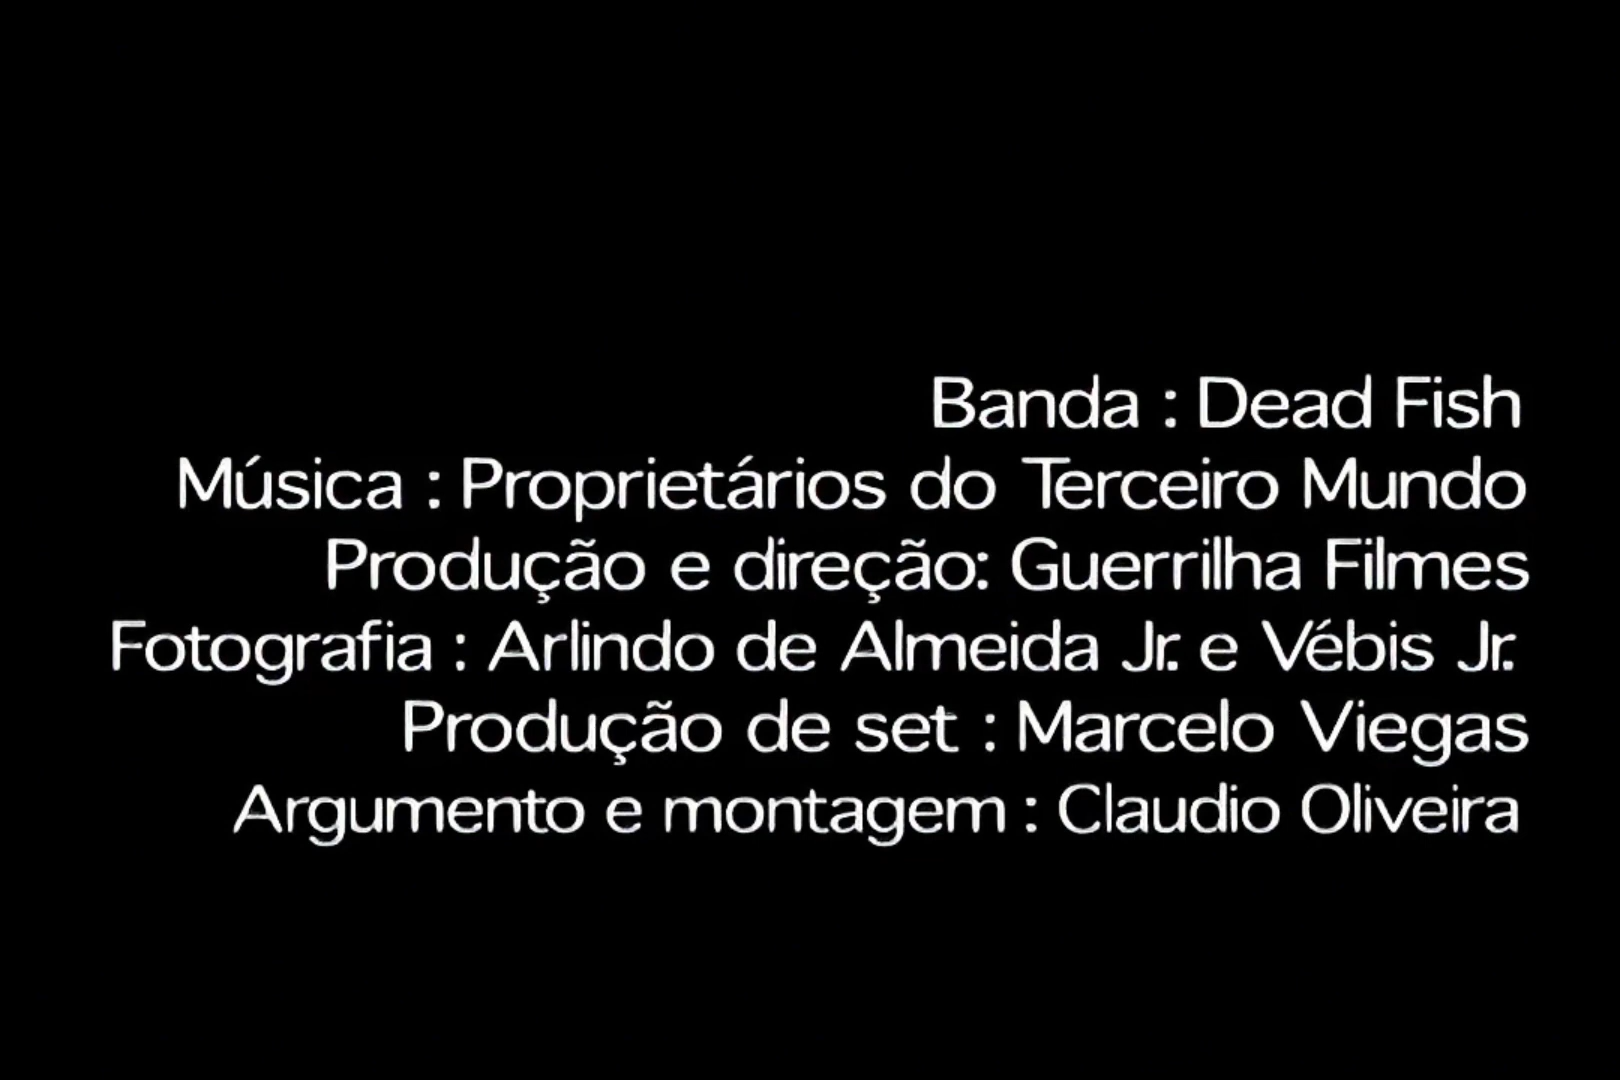 Banda : Dead Fish
Música : Proprietários do Terceiro Mundo
Produção e direção: Guerrilha Filmes
Fotografia : Arlindo de Almeida Jr. e Vébis Jr.
Produção de set : Marcelo Viegas
Argumento e montagem : Claudio Oliveira